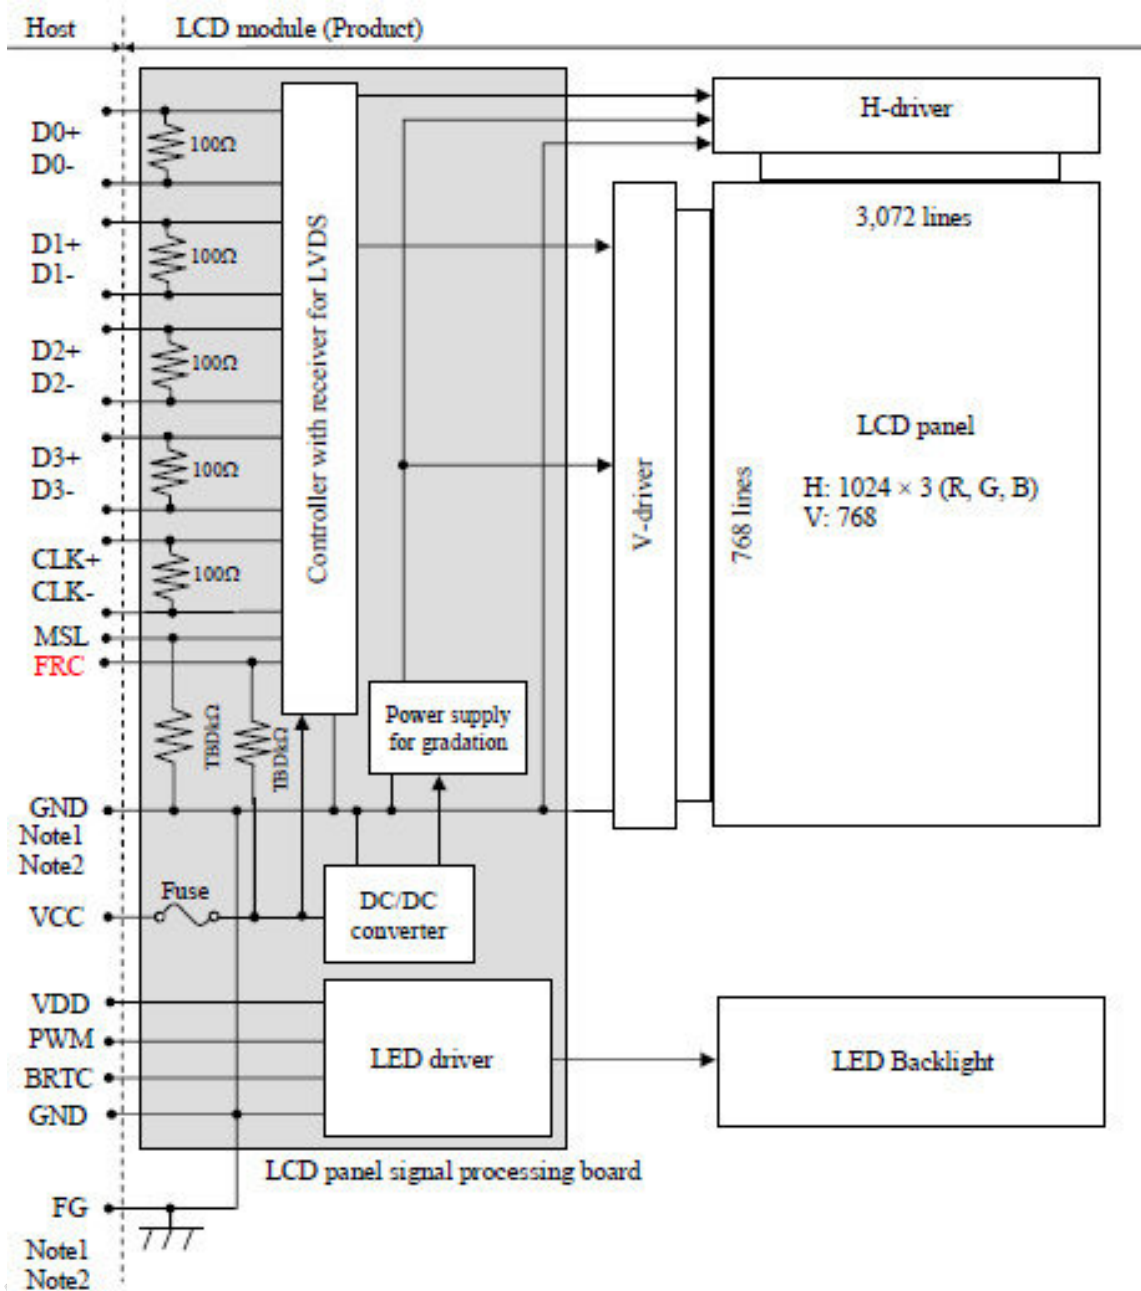 Host
LCD module (Product)
H-driver
D0+
D0-
100Ω
3,072 lines
D1+
D1-
100Ω
Controller with receiver for LVDS
D2+
D2-
100Ω
LCD panel
H: 1024 × 3 (R, G, B)
V: 768
D3+
D3-
100Ω
V-driver
768 lines
CLK+
CLK-
100Ω
MSL
FRC
TBDkΩ
TBDkΩ
Power supply
for gradation
GND
Note1
Note2
Fuse
VCC
DC/DC
converter
VDD
PWM
BRTC
GND
LED driver
LED Backlight
LCD panel signal processing board
FG
Note1
Note2